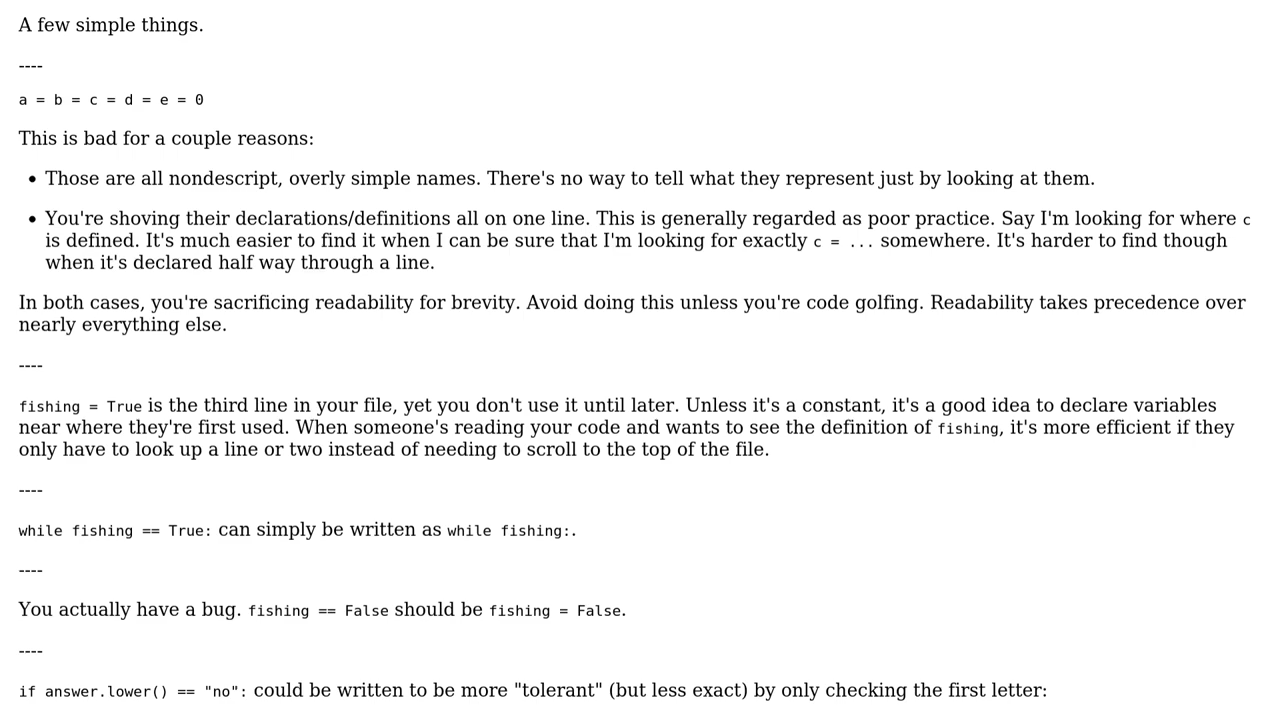 A few simple things.
----
a = b = c = d = e = 0
This is bad for a couple reasons:
• Those are all nondescript, overly simple names. There's no way to tell what they represent just by looking at them.
• You're shoving their declarations/definitions all on one line. This is generally regarded as poor practice. Say I'm looking for where c
is defined. It's much easier to find it when I can be sure that I'm looking for exactly c = ... somewhere. It's harder to find though
when it's declared half way through a line.
In both cases, you're sacrificing readability for brevity. Avoid doing this unless you're code golfing. Readability takes precedence over
nearly everything else.
----
fishing = True is the third line in your file, yet you don't use it until later. Unless it's a constant, it's a good idea to declare variables
near where they're first used. When someone's reading your code and wants to see the definition of fishing, it's more efficient if they
only have to look up a line or two instead of needing to scroll to the top of the file.
----
while fishing == True: can simply be written as while fishing:.
----
You actually have a bug. fishing == False should be fishing = False.
----
if answer.lower() == "no": could be written to be more "tolerant" (but less exact) by only checking the first letter: